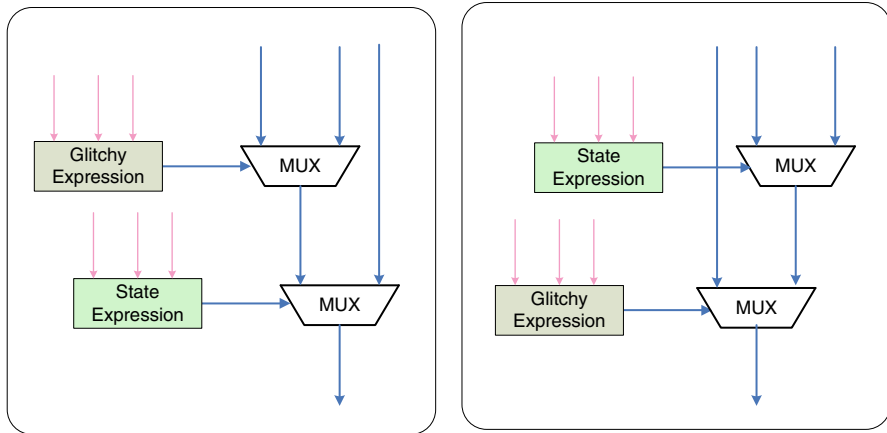 Glitchy
Expression
MUX
State
Expression
MUX
State
Expression
MUX
Glitchy
Expression
MUX